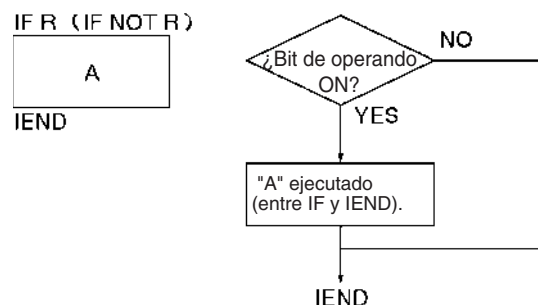 IF R (IF NOT R)
A
IEND
¿Bit de operando
ON?
NO
YES
"A" ejecutado
(entre IF y IEND).
IEND